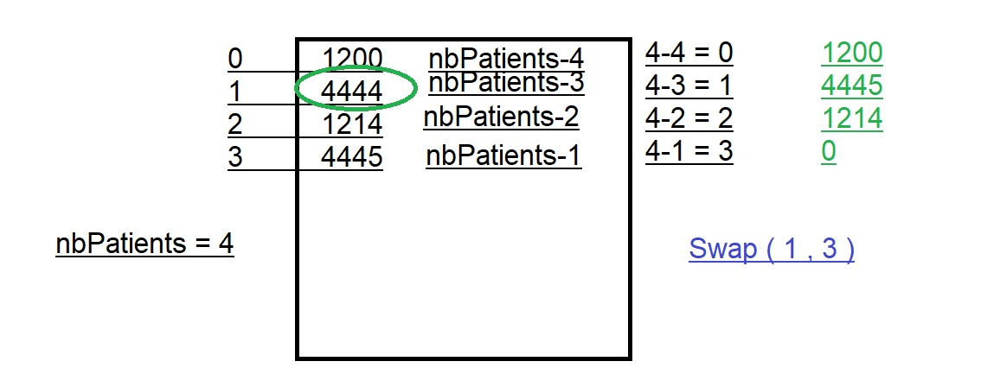 0 1200 nbPatients-4 4-4 = 0 1200
1 4444 nbPatients-3 4-3 = 1 4445
2 1214 nbPatients-2 4-2 = 2 1214
3 4445 nbPatients-1 4-1 = 3 0
nbPatients = 4
Swap ( 1 , 3 )